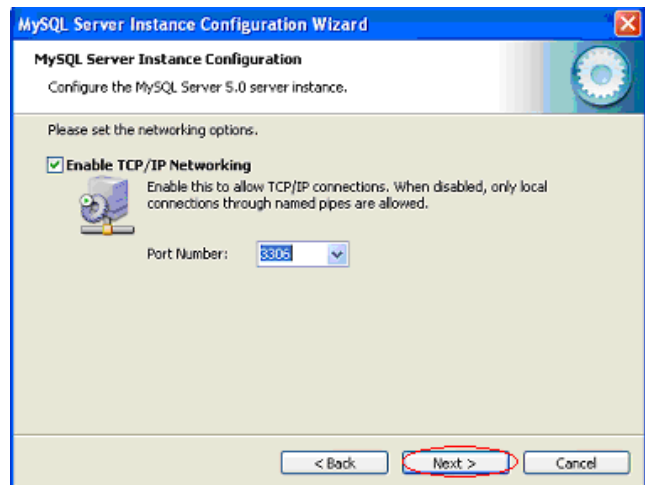 MySQL Server Instance Configuration Wizard
MySQL Server Instance Configuration
Configure the MySQL Server 5.0 server instance.
Please set the networking options.
Enable TCP/IP Networking
Enable this to allow TCP/IP connections. When disabled, only local
connections through named pipes are allowed.
Port Number: 3306
< Back Next > Cancel